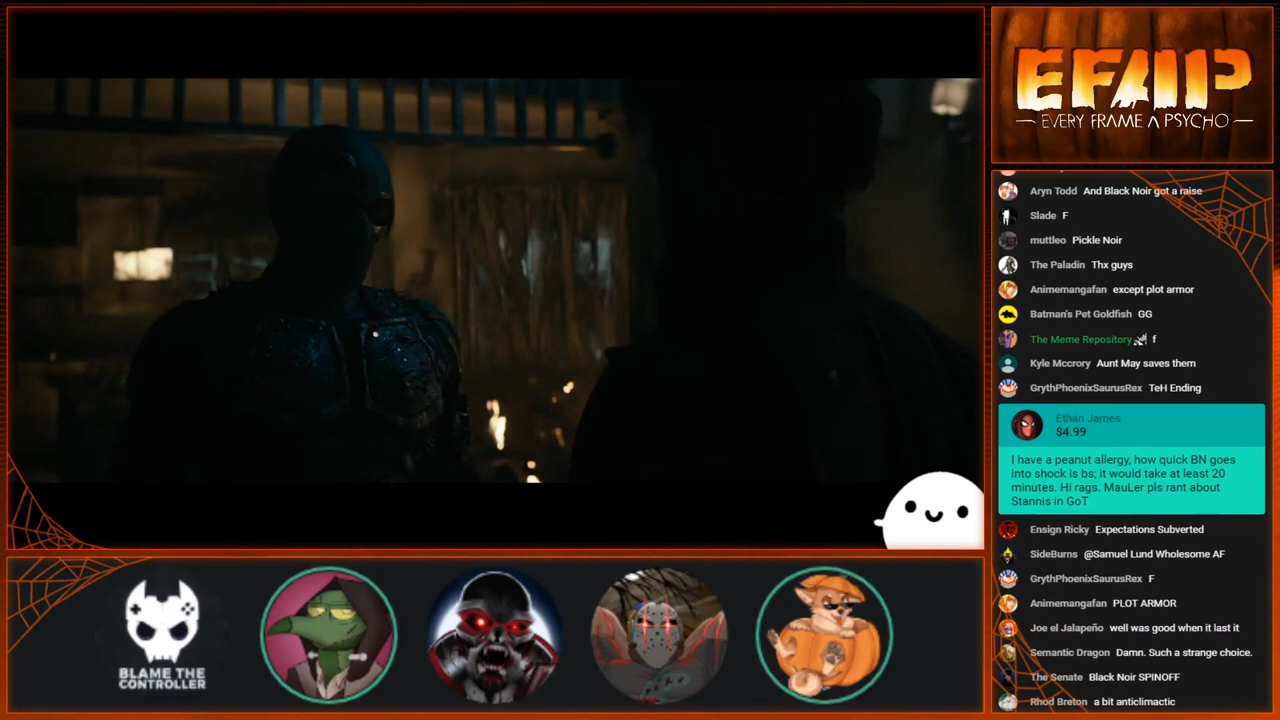 EFAP
EVERY FRAME A PSYCHO
Aryn Todd And Black Noir got a raise
Slade F
muttleo Pickle Noir
The Paladin Thx guys
Animemangafan except plot armor
Batman's Pet Goldfish GG
The Meme Repository f
Kyle Mccrory Aunt May saves them
GrythPhoenixSaurusRex TeH Ending
Ethan James
$4.99
I have a peanut allergy, how quick BN goes
into shock is bs; it would take at least 20
minutes. Hi rags. MauLer pls rant about
Stannis in GoT
Ensign Ricky Expectations Subverted
SideBurns @Samuel Lund Wholesome AF
GrythPhoenixSaurusRex F
Animemangafan PLOT ARMOR
Joe el Jalapeño well was good when it last it
Semantic Dragon Damn. Such a strange choice.
The Senate Black Noir SPINOFF
Rhod Breton a bit anticlimactic
BLAME THE
CONTROLLER